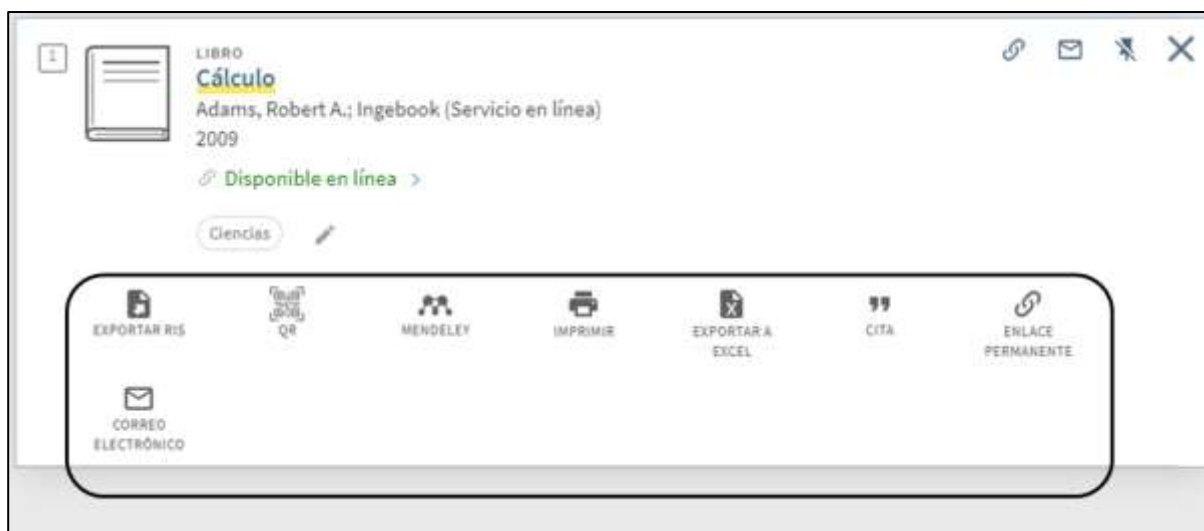 1
LIBRO
Cálculo
Adams, Robert A.; Ingebook (Servicio en línea)
2009
Disponible en línea >
Ciencias
EXPORTAR RIS
QR
MENDELEY
IMPRIMIR
EXPORTAR A
EXCEL
CITA
ENLACE
PERMANENTE
CORREO
ELECTRÓNICO